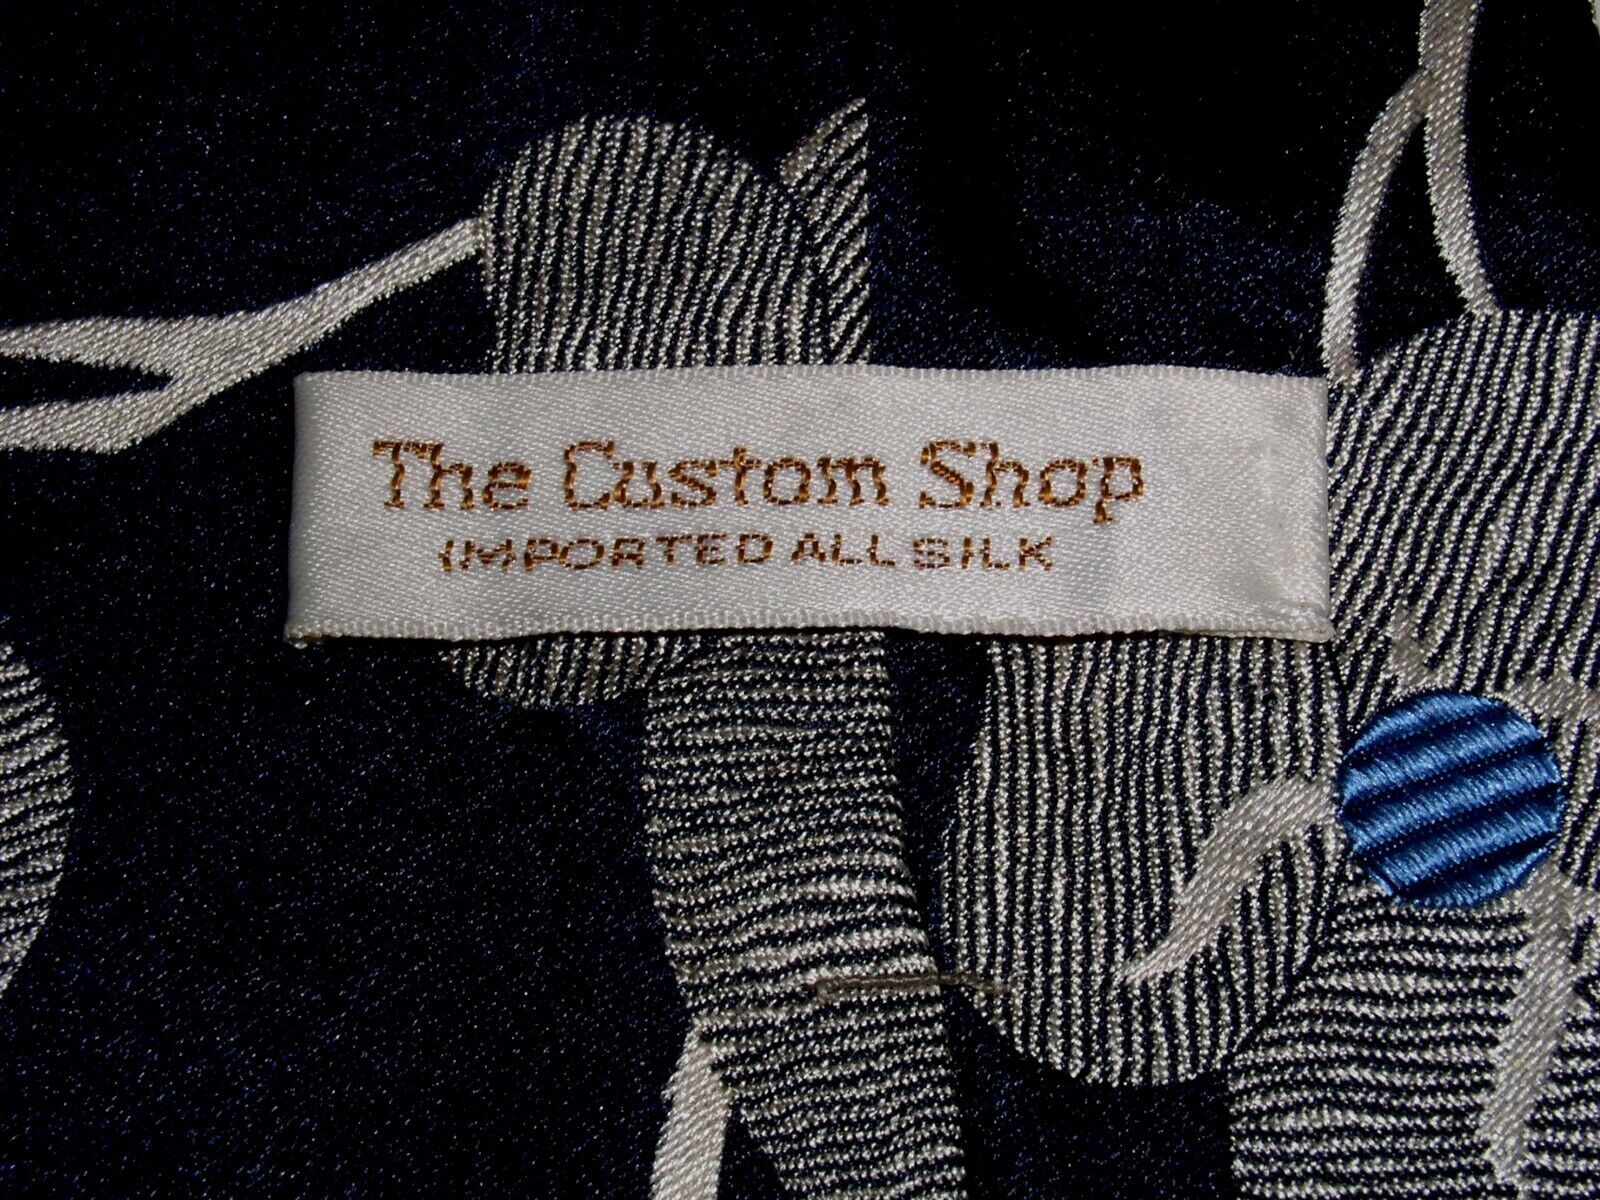 The Custom Shop
IMPORTED ALL SILK